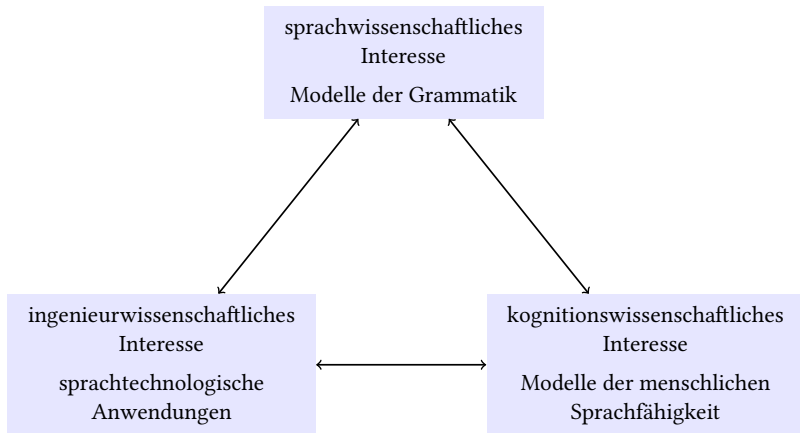 sprachwissenschaftliches
Interesse
Modelle der Grammatik
ingenieurwissenschaftliches
Interesse
sprachtechnologische
Anwendungen
kognitionswissenschaftliches
Interesse
Modelle der menschlichen
Sprachfähigkeit